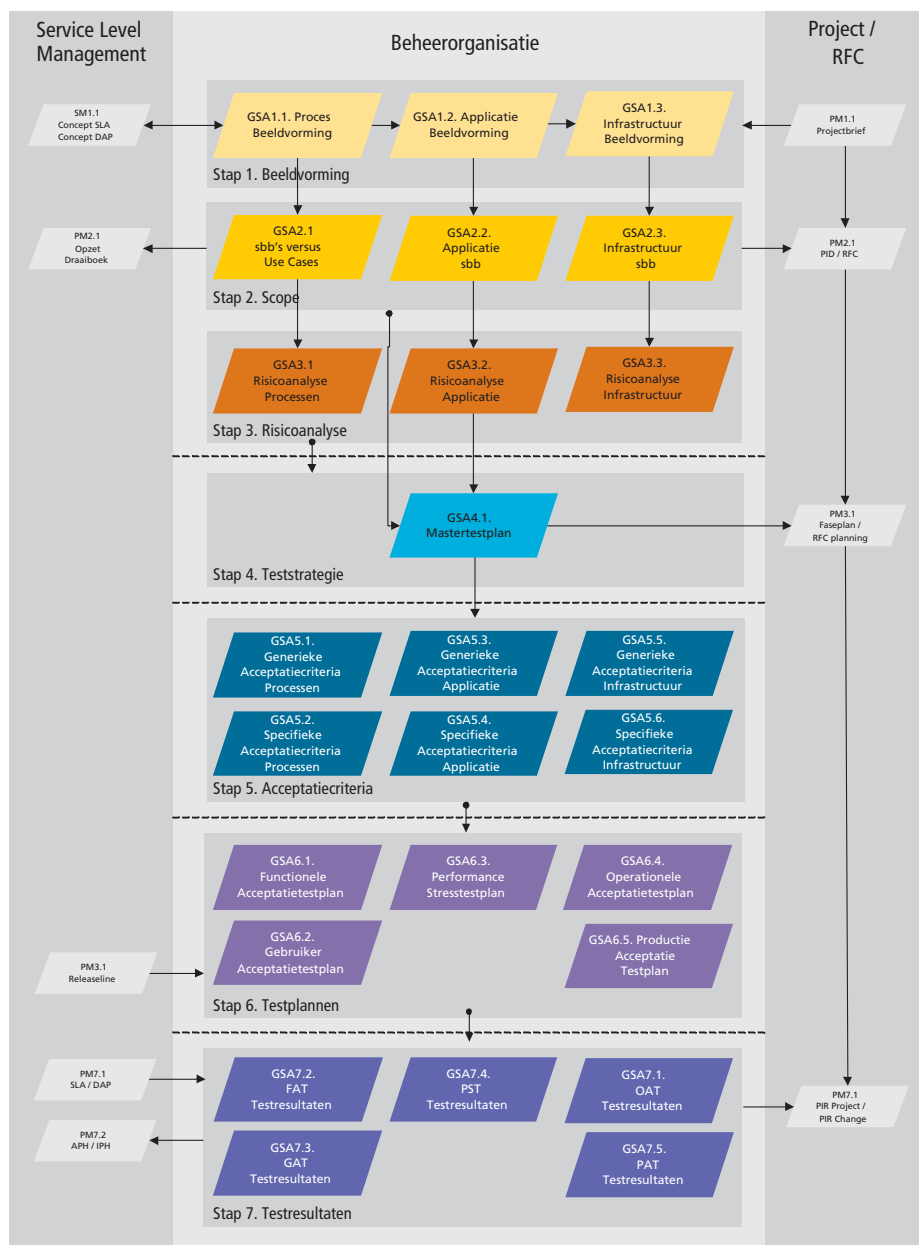 Service Level
Management
Beheerorganisatie
Project /
RFC
SM1.1
Concept SLA
Concept DAP
GSA1.1. Proces
Beeldvorming
GSA1.2. Applicatie
Beeldvorming
GSA1.3.
Infrastructuur
Beeldvorming
PM1.1
Projectbrief
Stap 1. Beeldvorming
PM2.1
Opzet
Draaiboek
GSA2.1
sbb's versus
Use Cases
GSA2.2.
Applicatie
sbb
GSA2.3.
Infrastructuur
sbb
PM2.1
PID / RFC
Stap 2. Scope
GSA3.1
Risicoanalyse
Processen
GSA3.2.
Risicoanalyse
Applicatie
GSA3.3.
Risicoanalyse
Infrastructuur
Stap 3. Risicoanalyse
GSA4.1.
Mastertestplan
PM3.1
Faseplan /
RFC planning
Stap 4. Teststrategie
GSA5.1.
Generieke
Acceptatiecriteria
Processen
GSA5.3.
Generieke
Acceptatiecriteria
Applicatie
GSA5.5.
Generieke
Acceptatiecriteria
Infrastructuur
GSA5.2.
Specifieke
Acceptatiecriteria
Processen
GSA5.4.
Specifieke
Acceptatiecriteria
Applicatie
GSA5.6.
Specifieke
Acceptatiecriteria
Infrastructuur
Stap 5. Acceptatiecriteria
GSA6.1.
Functionele
Acceptatietestplan
GSA6.3.
Performance
Stresstestplan
GSA6.4.
Operationele
Acceptatietestplan
GSA6.2.
Gebruiker
Acceptatietestplan
GSA6.5. Productie
Acceptatie
Testplan
PM3.1
Releaseline
Stap 6. Testplannen
PM7.1
SLA / DAP
GSA7.2.
FAT
Testresultaten
GSA7.4.
PST
Testresultaten
GSA7.1.
OAT
Testresultaten
PM7.1
PIR Project /
PIR Change
PM7.2
APH / IPH
GSA7.3.
GAT
Testresultaten
GSA7.5.
PAT
Testresultaten
Stap 7. Testresultaten